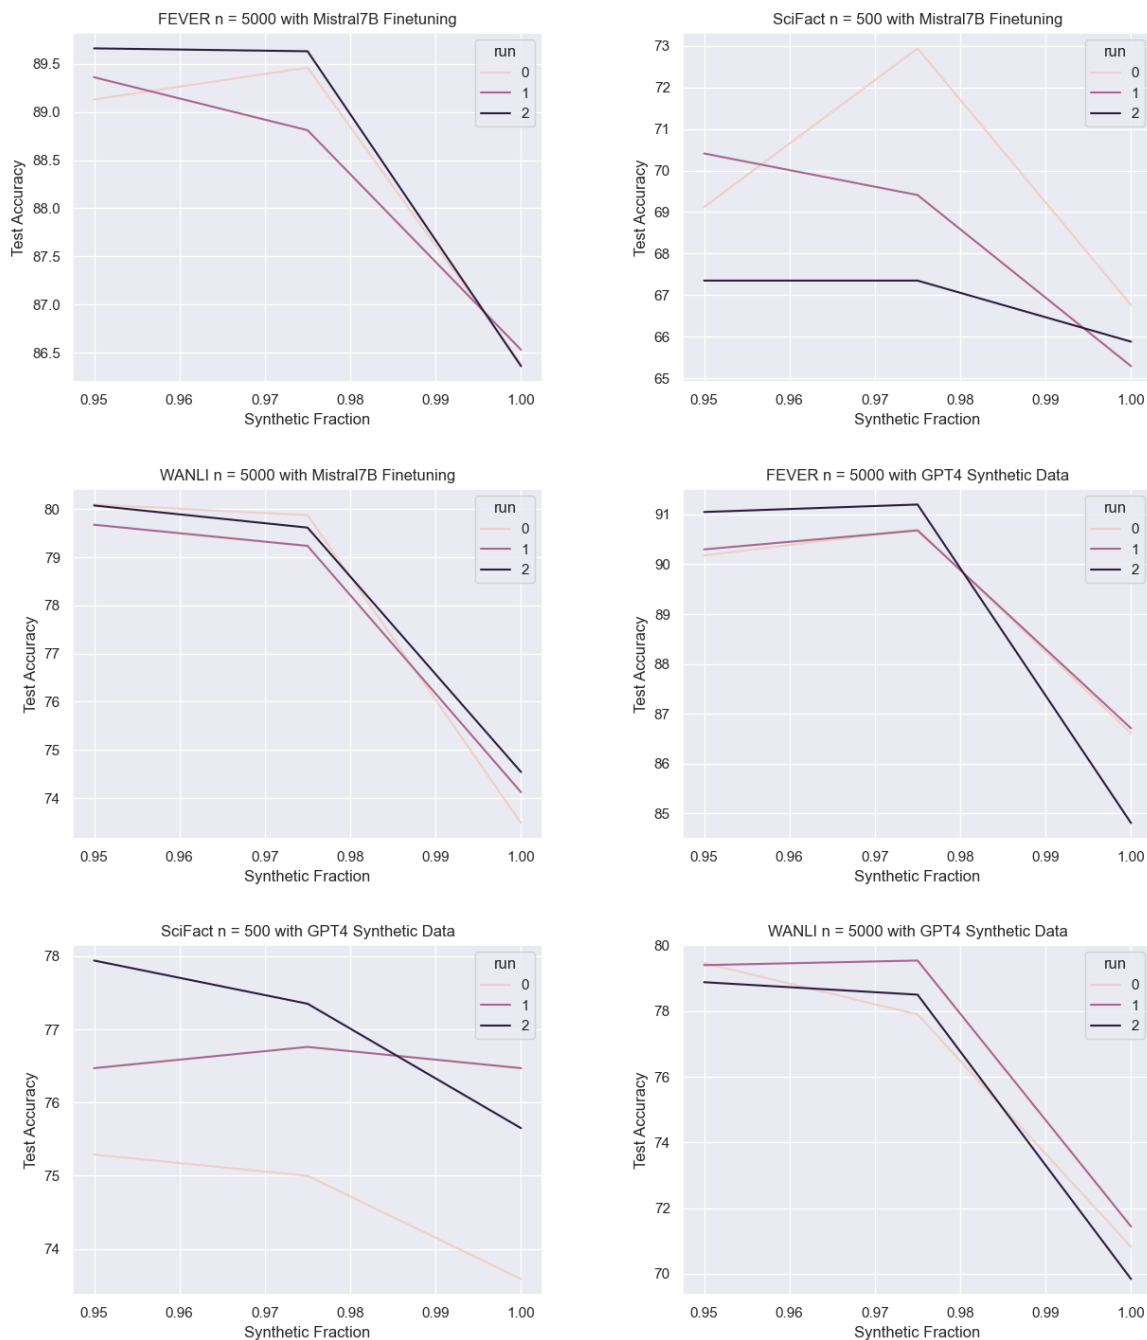 FEVER n = 5000 with Mistral7B Finetuning
run
0
1
2
89.5
89.0
88.5
88.0
87.5
87.0
86.5
Test Accuracy
0.95 0.96 0.97 0.98 0.99 1.00
Synthetic Fraction
SciFact n = 500 with Mistral7B Finetuning
run
0
1
2
73
72
71
70
69
68
67
66
65
Test Accuracy
0.95 0.96 0.97 0.98 0.99 1.00
Synthetic Fraction
WANLI n = 5000 with Mistral7B Finetuning
run
0
1
2
80
79
78
77
76
75
74
Test Accuracy
0.95 0.96 0.97 0.98 0.99 1.00
Synthetic Fraction
FEVER n = 5000 with GPT4 Synthetic Data
run
0
1
2
91
90
89
88
87
86
85
Test Accuracy
0.95 0.96 0.97 0.98 0.99 1.00
Synthetic Fraction
SciFact n = 500 with GPT4 Synthetic Data
run
0
1
2
78
77
76
75
74
Test Accuracy
0.95 0.96 0.97 0.98 0.99 1.00
Synthetic Fraction
WANLI n = 5000 with GPT4 Synthetic Data
run
0
1
2
80
78
76
74
72
70
Test Accuracy
0.95 0.96 0.97 0.98 0.99 1.00
Synthetic Fraction